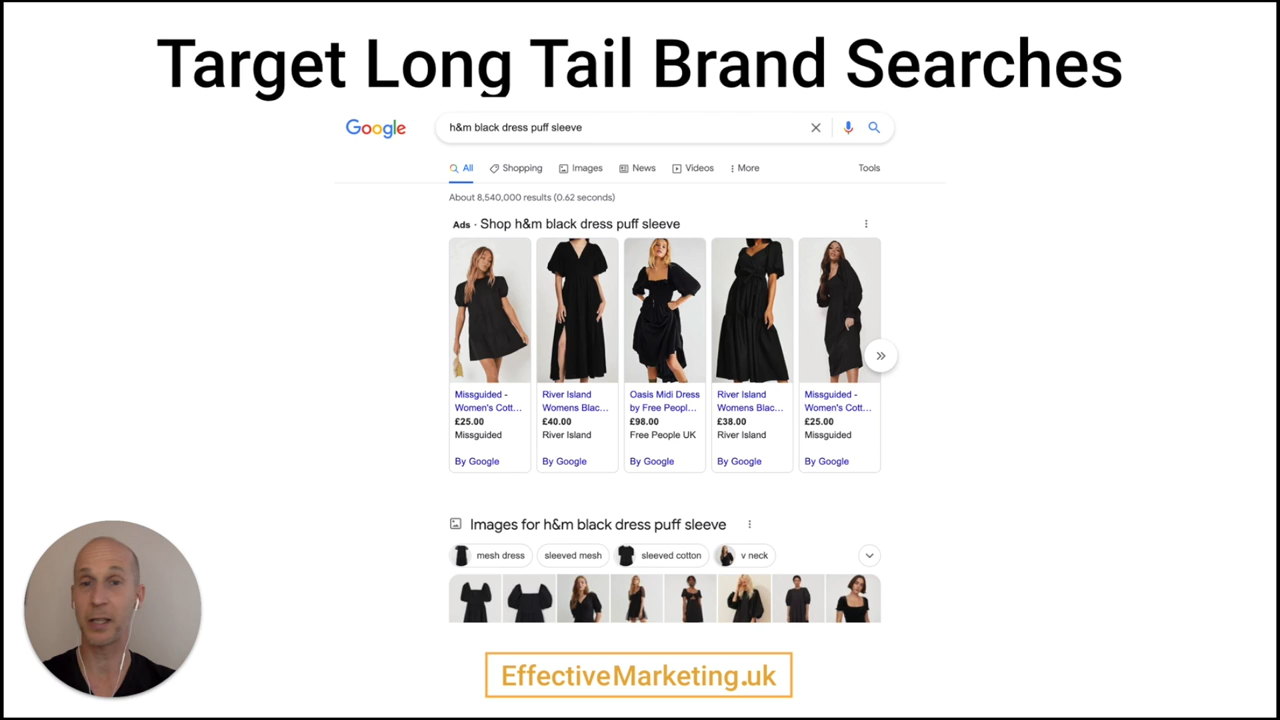 Target Long Tail Brand Searches
Google
h&m black dress puff sleeve
All
Shopping
Images
News
Videos
More
Tools
About 8,540,000 results (0.62 seconds)
Ads · Shop h&m black dress puff sleeve
Missguided -
Women's Cott...
£25.00
Missguided
By Google
River Island
Womens Blac...
£40.00
River Island
By Google
Oasis Midi Dress
by Free Peopl...
£98.00
Free People UK
By Google
River Island
Womens Blac...
£38.00
River Island
By Google
Missguided -
Women's Cott...
£25.00
Missguided
By Google
Images for h&m black dress puff sleeve
mesh dress
sleeved mesh
sleeved cotton
v neck
EffectiveMarketing.uk